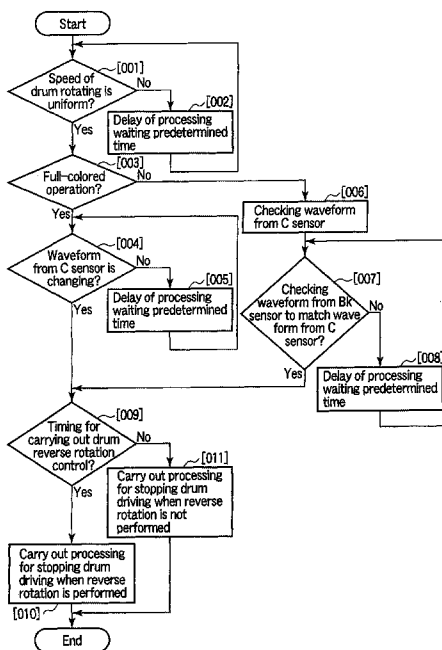 Start
[001]
Speed of
drum rotating is
uniform?
No
[002]
Delay of processing
waiting predetermined
time
Yes
[003]
Full-colored
operation?
No
[006]
Checking waveform
from C sensor
Yes
[004]
Waveform
from C sensor is
changing?
No
[005]
Delay of processing
waiting predetermined
time
Yes
[007]
Checking
waveform from Bk
sensor to match wave
form from C
sensor?
No
[008]
Delay of processing
waiting predetermined
time
Yes
[009]
Timing for
carrying out drum
reverse rotation
control?
No
[011]
Carry out processing
for stopping drum
driving when reverse
rotation is not
performed
Yes
Carry out processing
for stopping drum
driving when reverse
rotation is performed
[010]
End